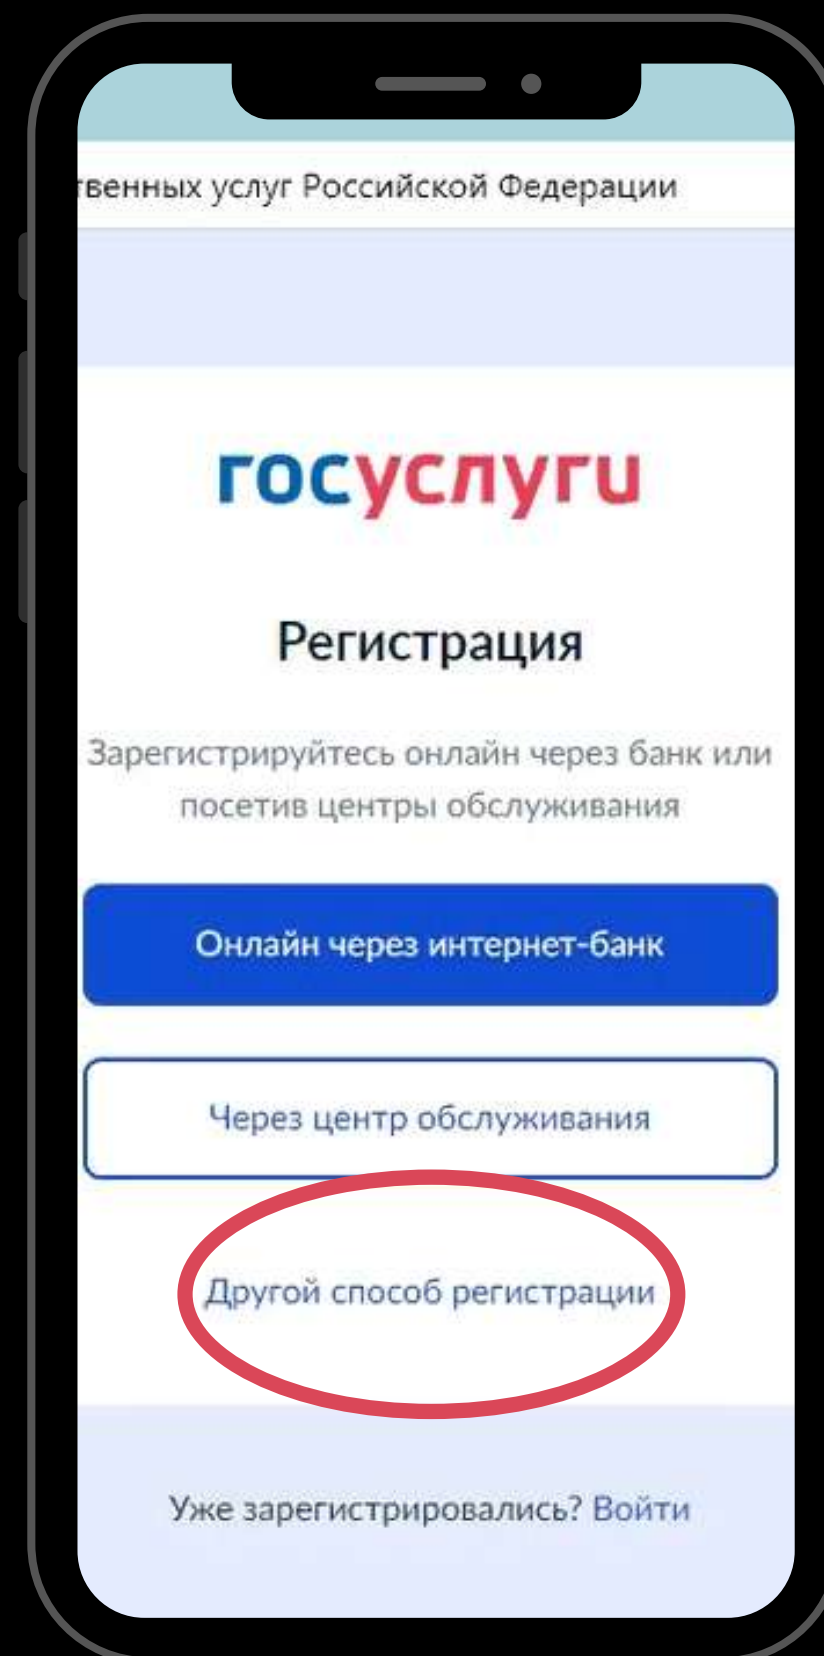 услуг Российской Федерации
госуслуги
Регистрация
Зарегистрируйтесь онлайн через банк или
посетив центры обслуживания
Онлайн через интернет-банк
Через центр обслуживания
Другой способ регистрации
Уже зарегистрировались? Войти